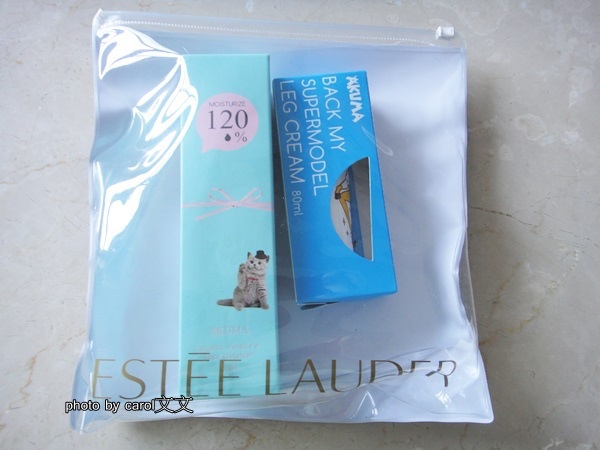 MOISTURIZE
120
%
AKUMA
BACK MY
SUPERMODEL
LEG CREAM 80ml
ESTĒE LAUDER
photo by carol文文